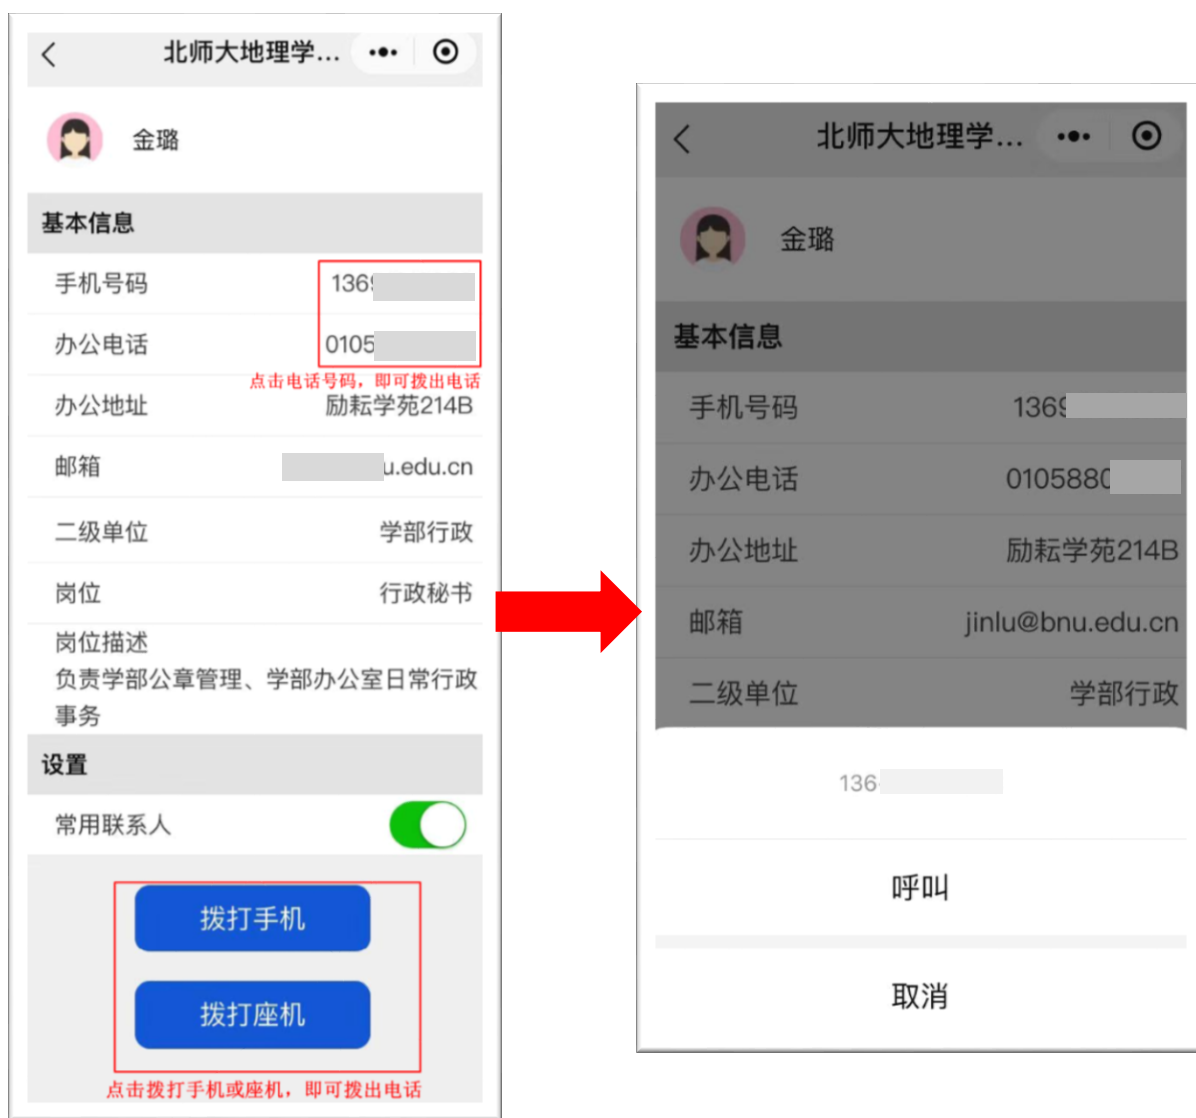 北师大地理学...
金璐
基本信息
手机号码 1369
办公电话 0105
点击电话号码，即可拨出电话
办公地址 励耘学苑214B
邮箱 u.edu.cn
二级单位 学部行政
岗位 行政秘书
岗位描述
负责学部公章管理、学部办公室日常行政
事务
设置
常用联系人
拨打手机
拨打座机
点击拨打手机或座机，即可拨出电话
北师大地理学...
金璐
基本信息
手机号码 1369
办公电话 0105880
办公地址 励耘学苑214B
邮箱 jinlu@bnu.edu.cn
二级单位 学部行政
136
呼叫
取消